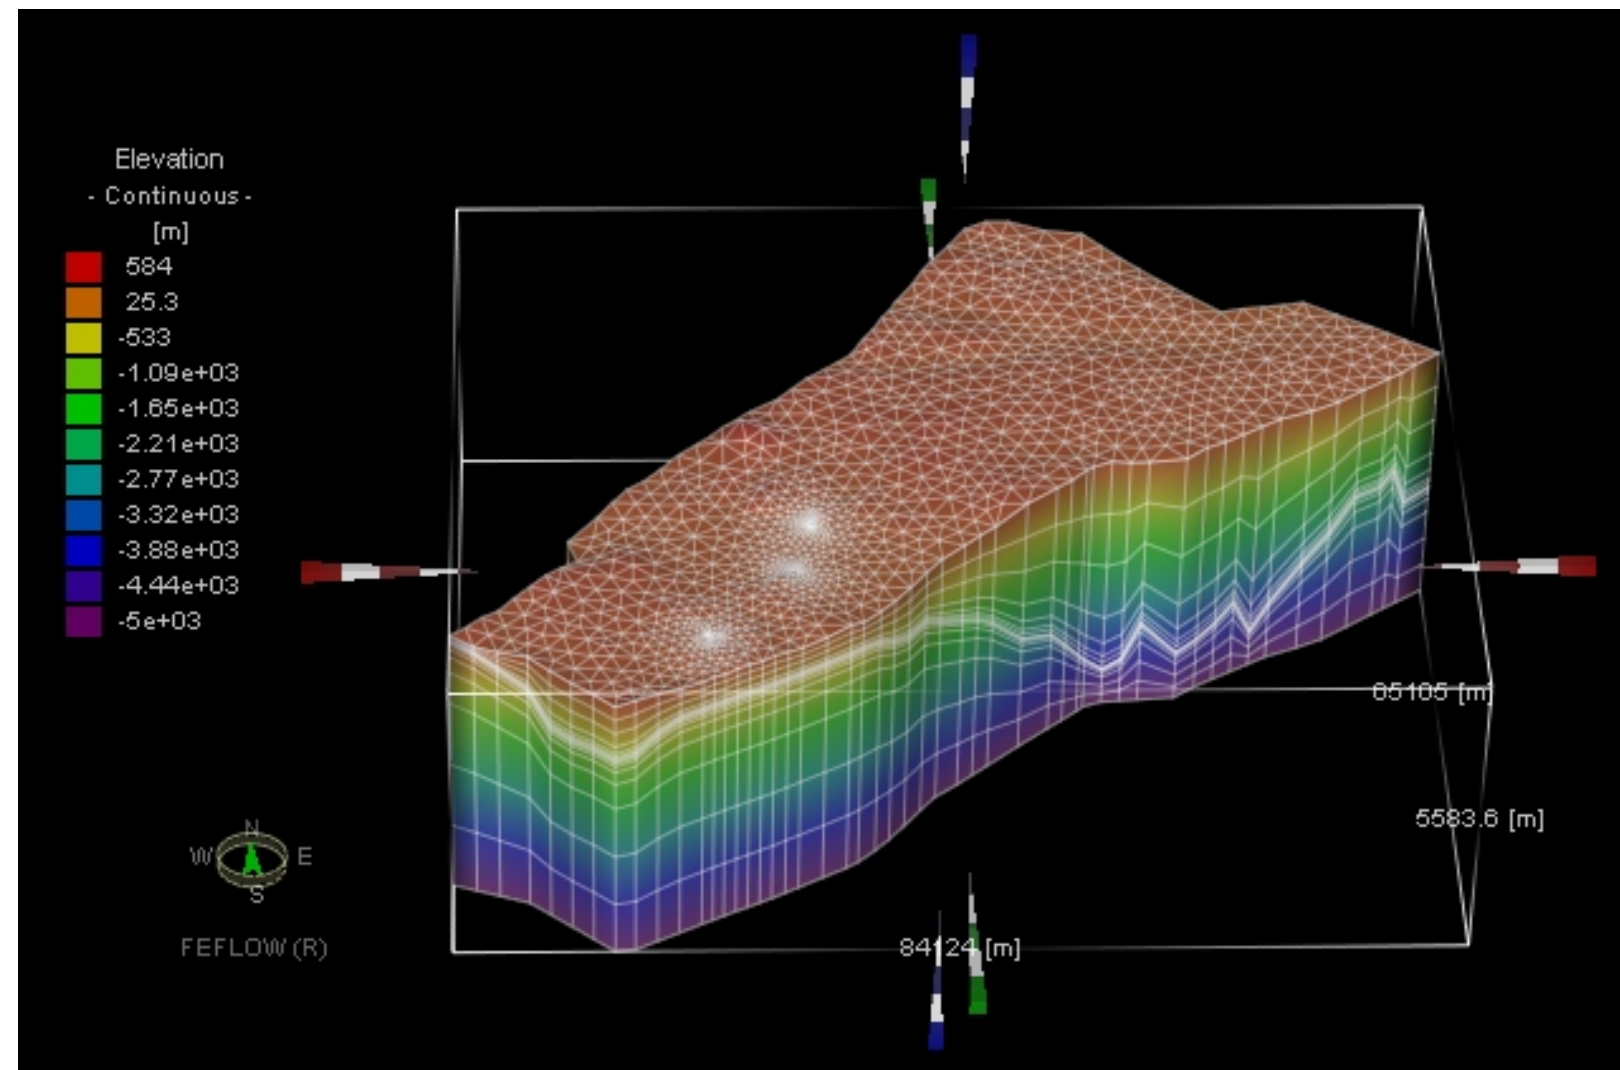 Elevation
- Continuous -
[m]
584
25.3
-533
-1.09e+03
-1.65e+03
-2.21e+03
-2.77e+03
-3.32e+03
-3.88e+03
-4.44e+03
-5e+03
65105 [m]
5583.6 [m]
N
W E
S
FEFLOW (R)
84124 [m]